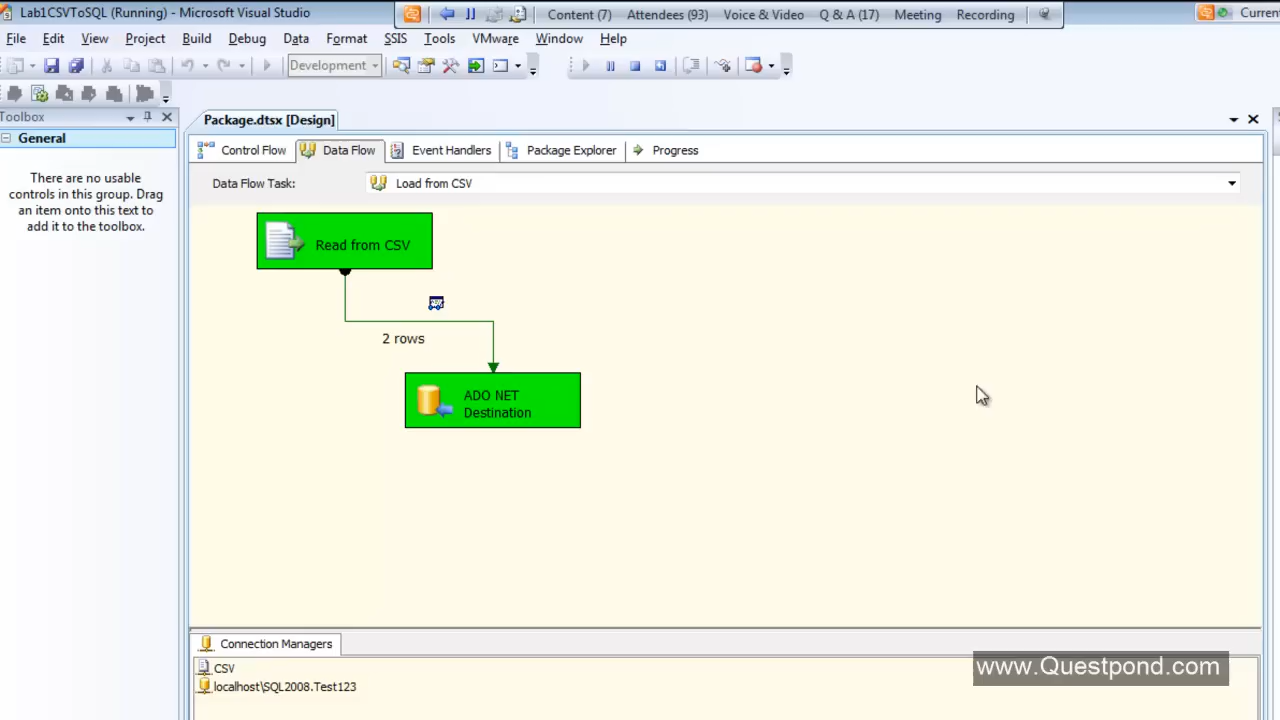 Lab1CSVToSQL (Running) - Microsoft Visual Studio
Content (7) Attendees (93) Voice & Video Q & A (17) Meeting Recording
Current
File Edit View Project Build Debug Data Format SSIS Tools VMware Window Help
Development
Toolbox
General
There are no usable
controls in this group. Drag
an item onto this text to
add it to the toolbox.
Package.dtsx [Design]
Control Flow Data Flow Event Handlers Package Explorer Progress
Data Flow Task: Load from CSV
Read from CSV
2 rows
ADO NET
Destination
Connection Managers
CSV
localhost\SQL2008.Test123
www.Questpond.com